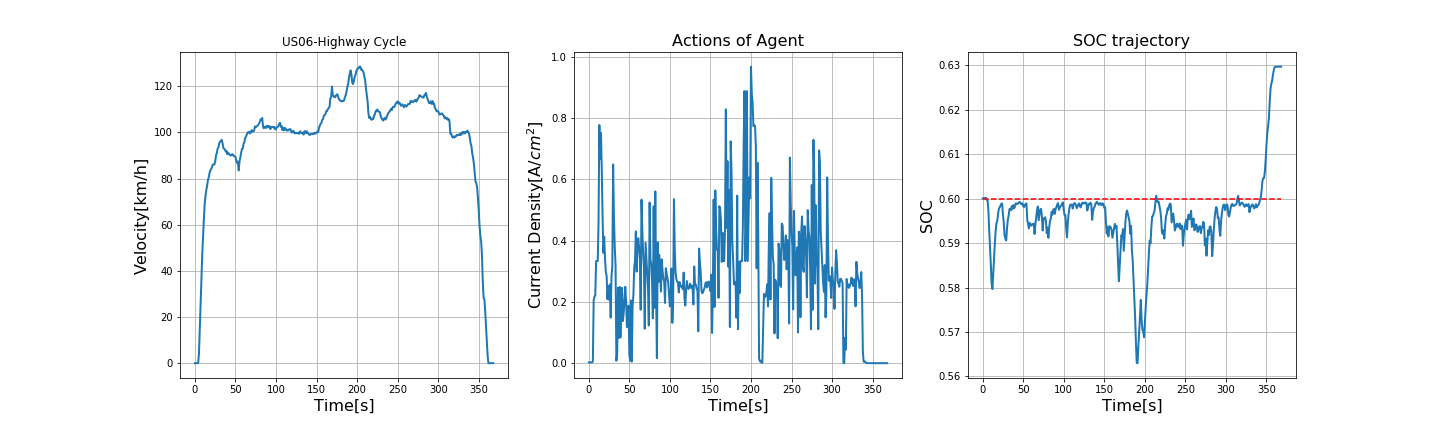 US06-Highway Cycle
Velocity[km/h]
120
100
80
60
40
20
0
0 50 100 150 200 250 300 350
Time[s]
Actions of Agent
Current Density[A/cm²]
1.0
0.8
0.6
0.4
0.2
0.0
0 50 100 150 200 250 300 350
Time[s]
SOC trajectory
SOC
0.63
0.62
0.61
0.60
0.59
0.58
0.57
0.56
0 50 100 150 200 250 300 350
Time[s]